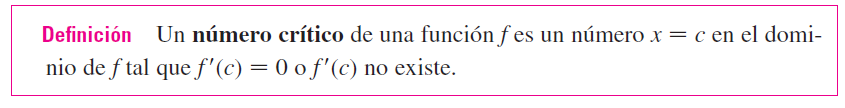 Definición Un número crítico de una función f es un número x = c en el domi-
nio de f tal que f'(c) = 0 o f'(c) no existe.